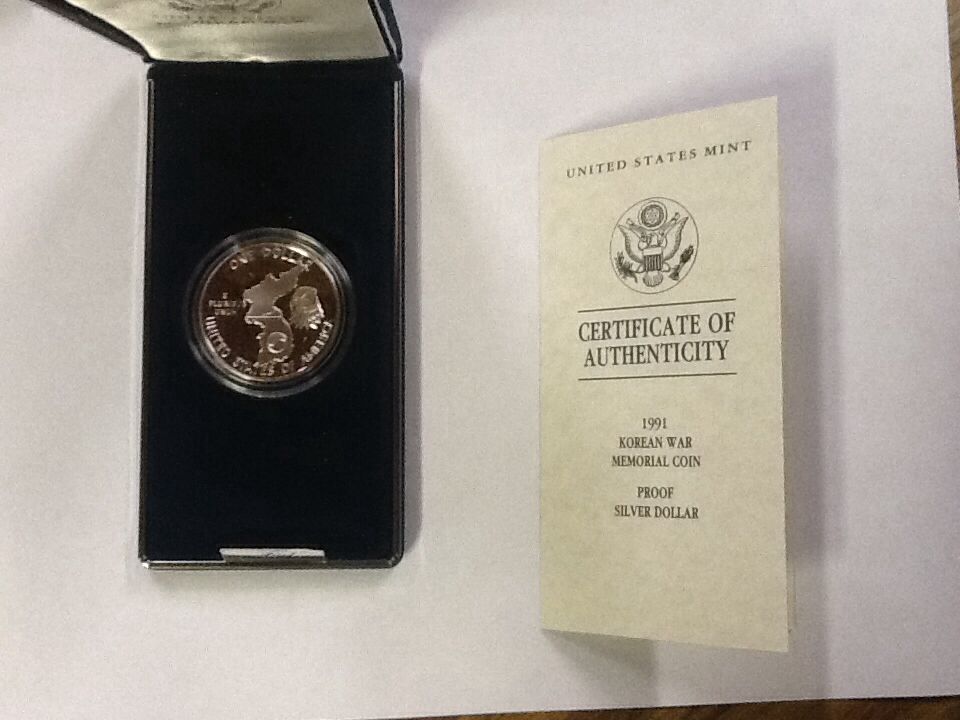 ONE DOLLAR
E
PLURIBUS
UNUM
UNITED STATES OF AMERICA
UNITED STATES MINT
CERTIFICATE OF
AUTHENTICITY
1991
KOREAN WAR
MEMORIAL COIN
PROOF
SILVER DOLLAR